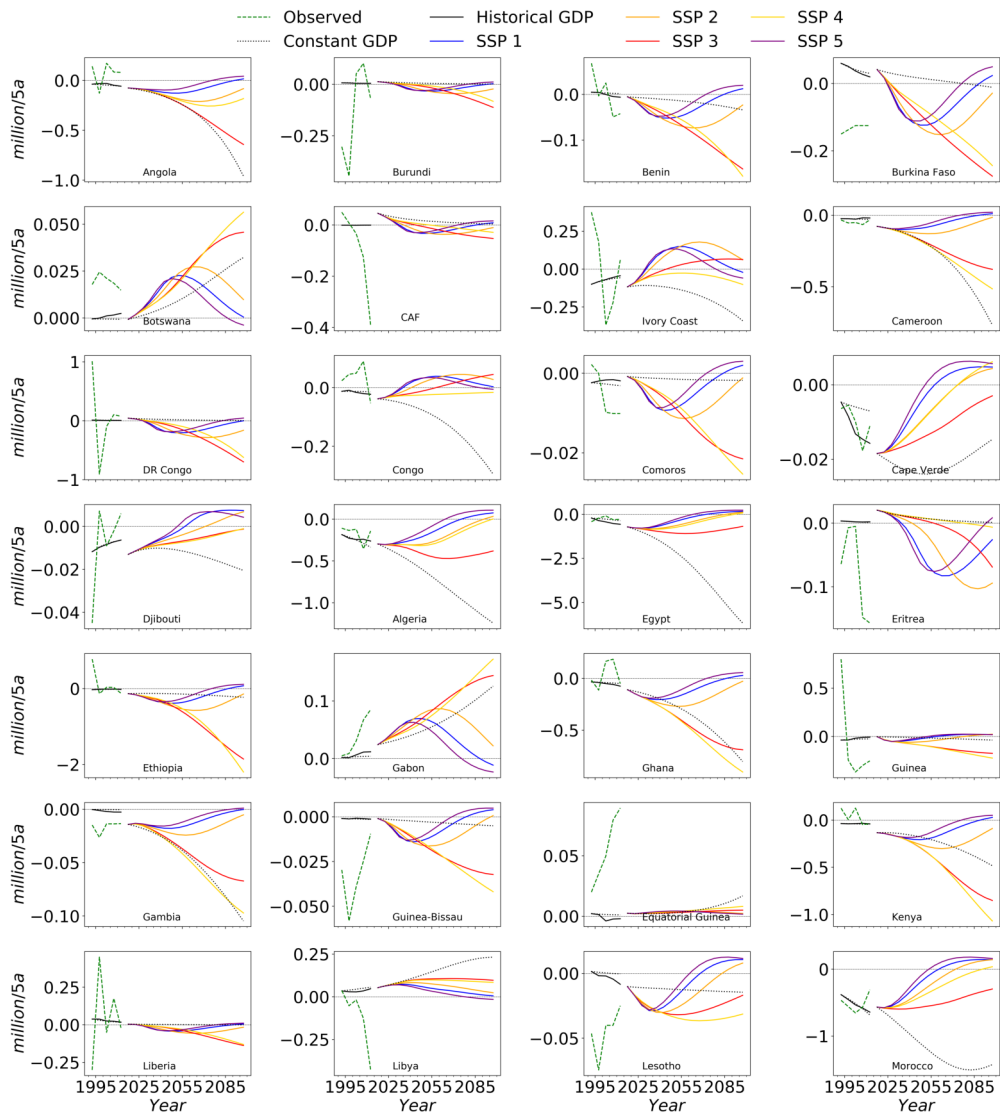 Observed Historical GDP SSP 2 SSP 4
Constant GDP SSP 1 SSP 3 SSP 5
million/5a
0.0
−0.5
−1.0
Angola
0.00
−0.25
Burundi
0.0
−0.1
Benin
0.0
−0.2
Burkina Faso
million/5a
0.050
0.025
0.000
Botswana
0.0
−0.2
−0.4
CAF
0.25
0.00
−0.25
Ivory Coast
0.0
−0.5
Cameroon
million/5a
1
0
−1
DR Congo
0.0
−0.2
Congo
0.00
−0.02
Comoros
0.00
−0.02
Cape Verde
million/5a
0.00
−0.02
−0.04
Djibouti
0.0
−0.5
−1.0
Algeria
0.0
−2.5
−5.0
Egypt
0.0
−0.1
Eritrea
million/5a
0
−2
Ethiopia
0.1
0.0
Gabon
0.0
−0.5
Ghana
0.5
0.0
Guinea
million/5a
0.00
−0.05
−0.10
Gambia
0.000
−0.025
−0.050
Guinea-Bissau
0.05
0.00
Equatorial Guinea
0.0
−0.5
−1.0
Kenya
million/5a
0.25
0.00
−0.25
Liberia
0.25
0.00
Libya
0.00
−0.05
Lesotho
0
−1
Morocco
1995 2025 2055 2085 1995 2025 2055 2085 1995 2025 2055 2085 1995 2025 2055 2085
Year Year Year Year